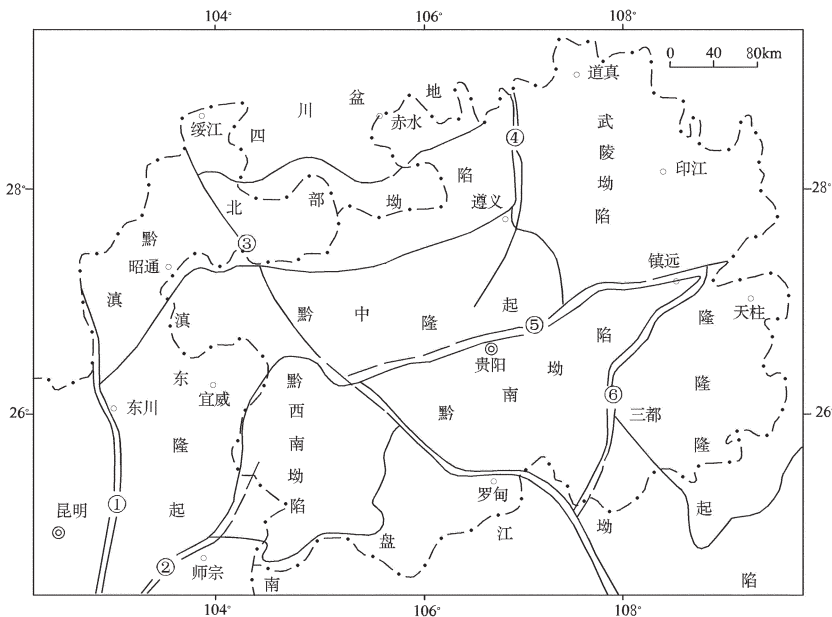 104°
106°
108°
0 40 80km
道真
四川盆地
绥江
赤水
④
武陵坳陷
印江
28°
28°
黔北部坳陷
遵义
③
昭通
滇
镇远
黔中隆起
⑤
天柱
滇东隆起
贵阳
宜威
黔西南坳陷
黔南坳陷
⑥
三都
隆隆隆起
26°
26°
东川
昆明
①
罗甸
②
师宗
南盘江坳陷
104°
106°
108°